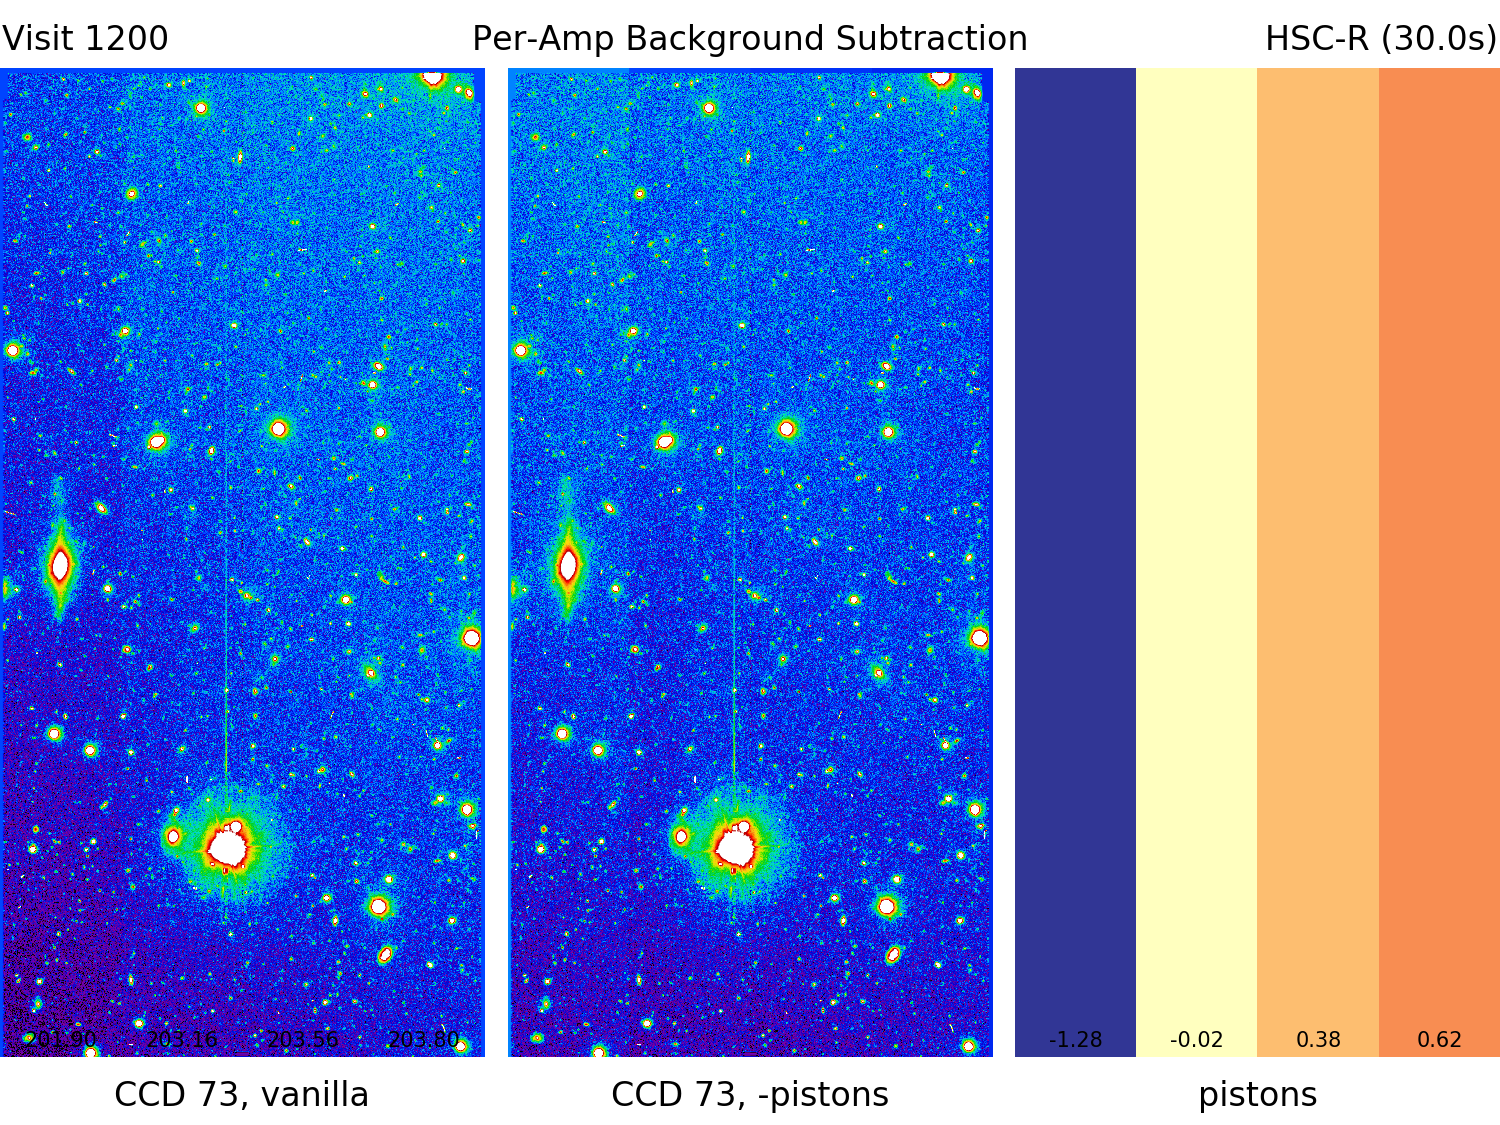 Visit 1200 Per-Amp Background Subtraction HSC-R (30.0s)
201.90 203.16 203.56 203.80 -1.28 -0.02 0.38 0.62
CCD 73, vanilla CCD 73, -pistons pistons